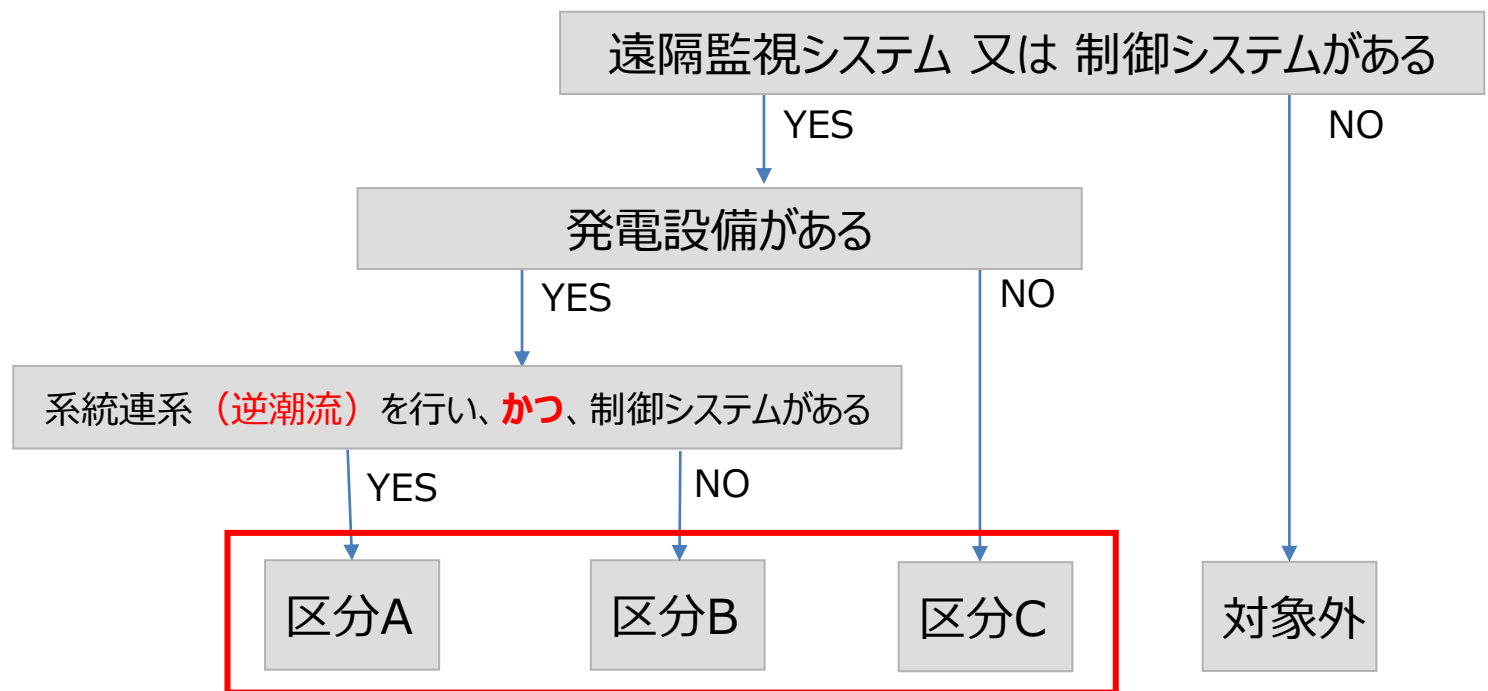 遠隔監視システム 又は 制御システムがある
YES
NO
発電設備がある
YES
NO
系統連系（逆潮流）を行い、かつ、制御システムがある
YES
NO
区分A
区分B
区分C
対象外